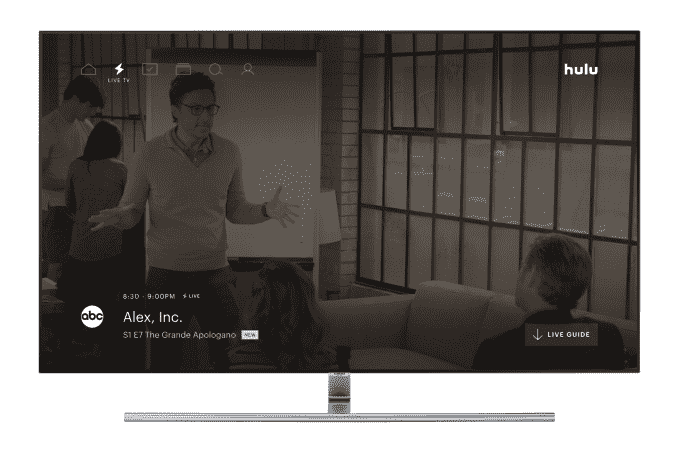 hulu
LIVE TV
8:30 - 9:00PM LIVE
abc
Alex, Inc.
S1 E7 The Grande Apologano NEW
LIVE GUIDE